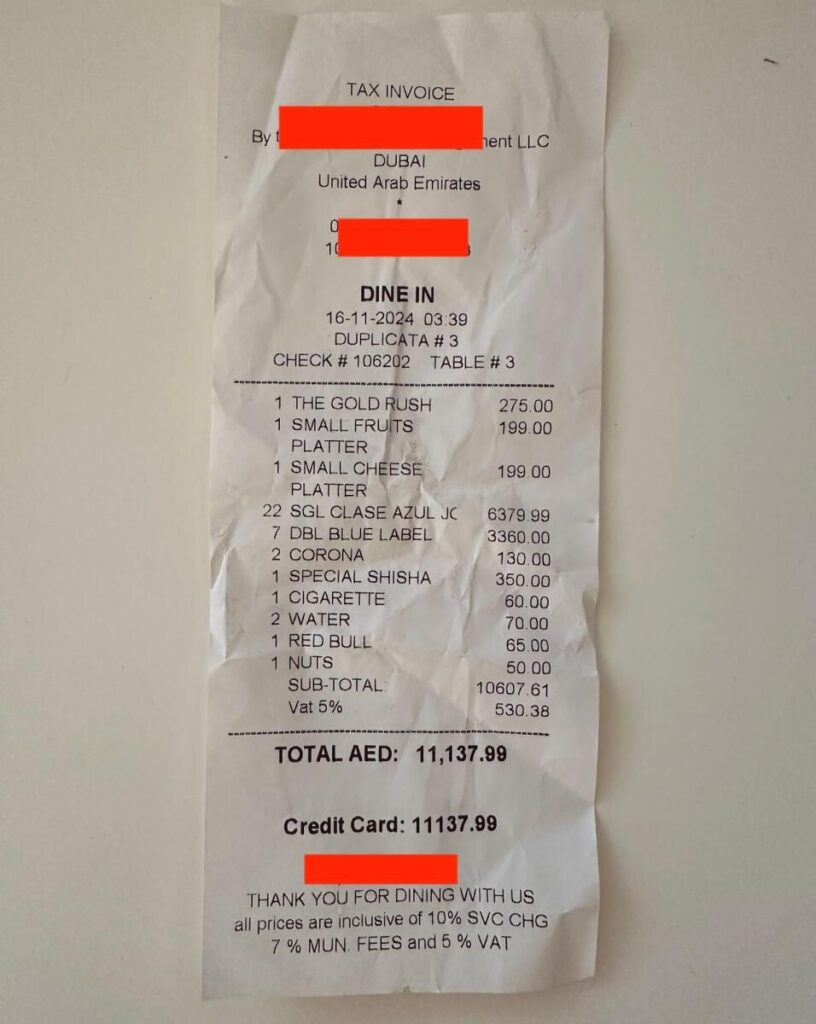 TAX INVOICE
By ent LLC
DUBAI
United Arab Emirates
*
0
10
DINE IN
16-11-2024 03:39
DUPLICATA # 3
CHECK # 106202 TABLE # 3
1 THE GOLD RUSH 275.00
1 SMALL FRUITS 199.00
PLATTER
1 SMALL CHEESE 199.00
PLATTER
22 SGL CLASE AZUL JC 6379.99
7 DBL BLUE LABEL 3360.00
2 CORONA 130.00
1 SPECIAL SHISHA 350.00
1 CIGARETTE 60.00
2 WATER 70.00
1 RED BULL 65.00
1 NUTS 50.00
SUB-TOTAL: 10607.61
Vat 5% 530.38
TOTAL AED: 11,137.99
Credit Card: 11137.99
THANK YOU FOR DINING WITH US
all prices are inclusive of 10% SVC CHG
7 % MUN. FEES and 5 % VAT